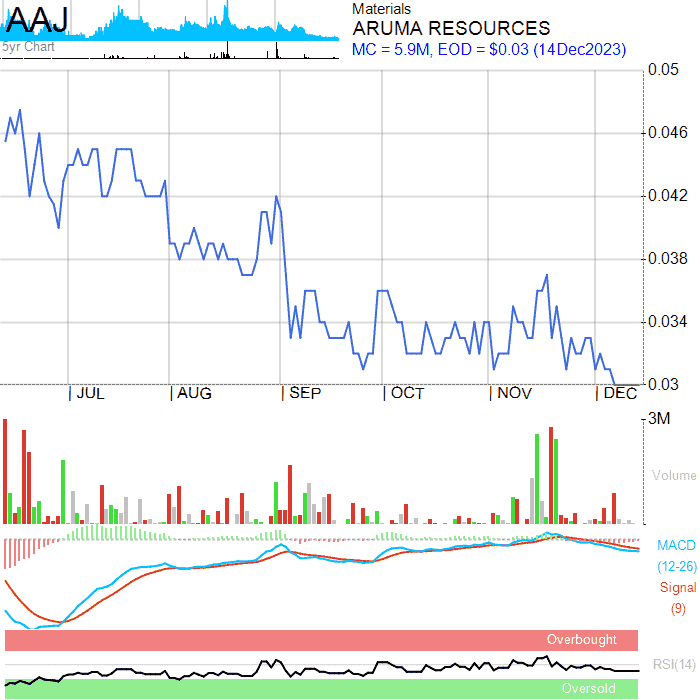 AAJ
5yr Chart
Materials
ARUMA RESOURCES
MC = 5.9M, EOD = $0.03 (14Dec2023)
0.05
0.046
0.042
0.038
0.034
0.03
JUL AUG SEP OCT NOV DEC
3M
Volume
MACD
(12-26)
Signal
(9)
Overbought
RSI(14)
Oversold